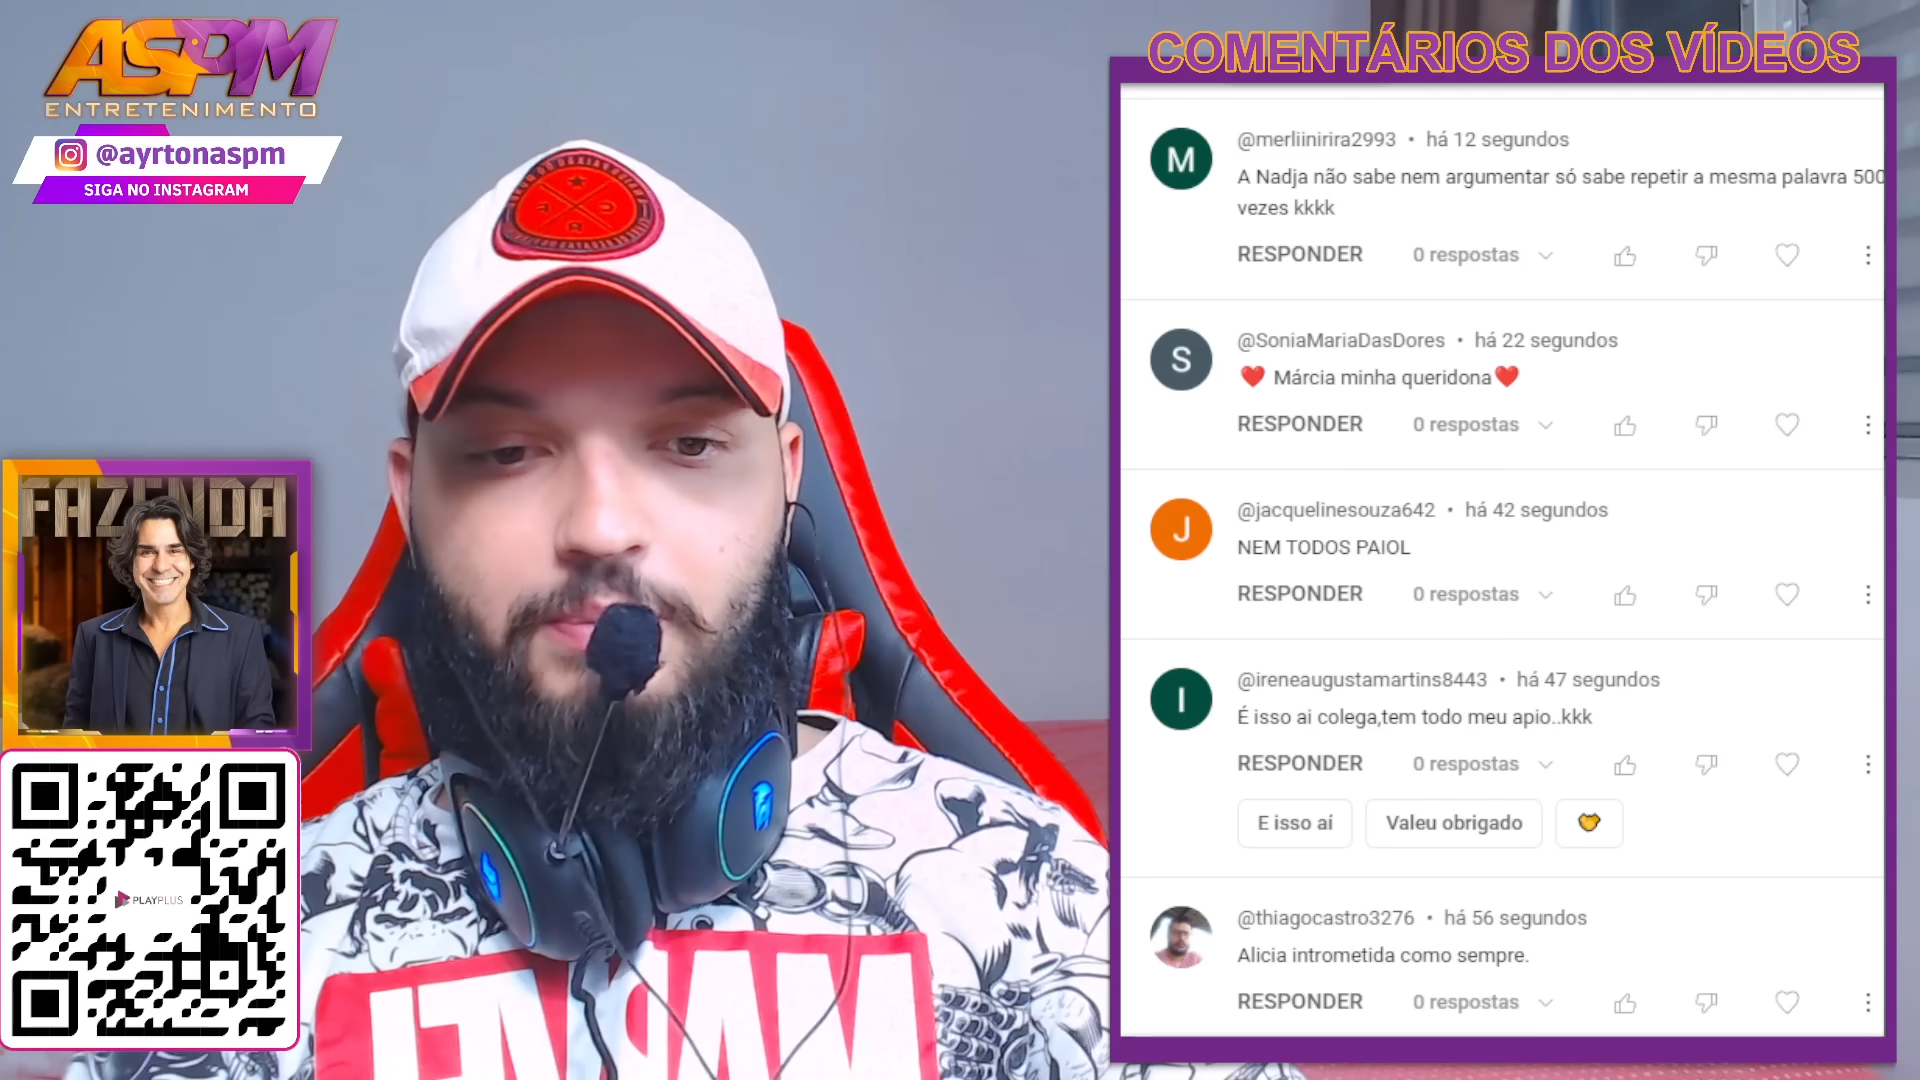 ASPM
ENTRETENIMENTO
@ayrtonaspm
SIGA NO INSTAGRAM
FAZENDA
PLAYPLUS
MARVEL
COMENTÁRIOS DOS VÍDEOS
M
@merliinirira2993 • há 12 segundos
A Nadja não sabe nem argumentar só sabe repetir a mesma palavra 500
vezes kkkk
RESPONDER 0 respostas
S
@SoniaMariaDasDores • há 22 segundos
❤️ Márcia minha queridona❤️
RESPONDER 0 respostas
J
@jacquelinesouza642 • há 42 segundos
NEM TODOS PAIOL
RESPONDER 0 respostas
I
@ireneaugustamartins8443 • há 47 segundos
É isso ai colega,tem todo meu apio..kkk
RESPONDER 0 respostas
E isso aí Valeu obrigado
@thiagocastro3276 • há 56 segundos
Alicia intrometida como sempre.
RESPONDER 0 respostas